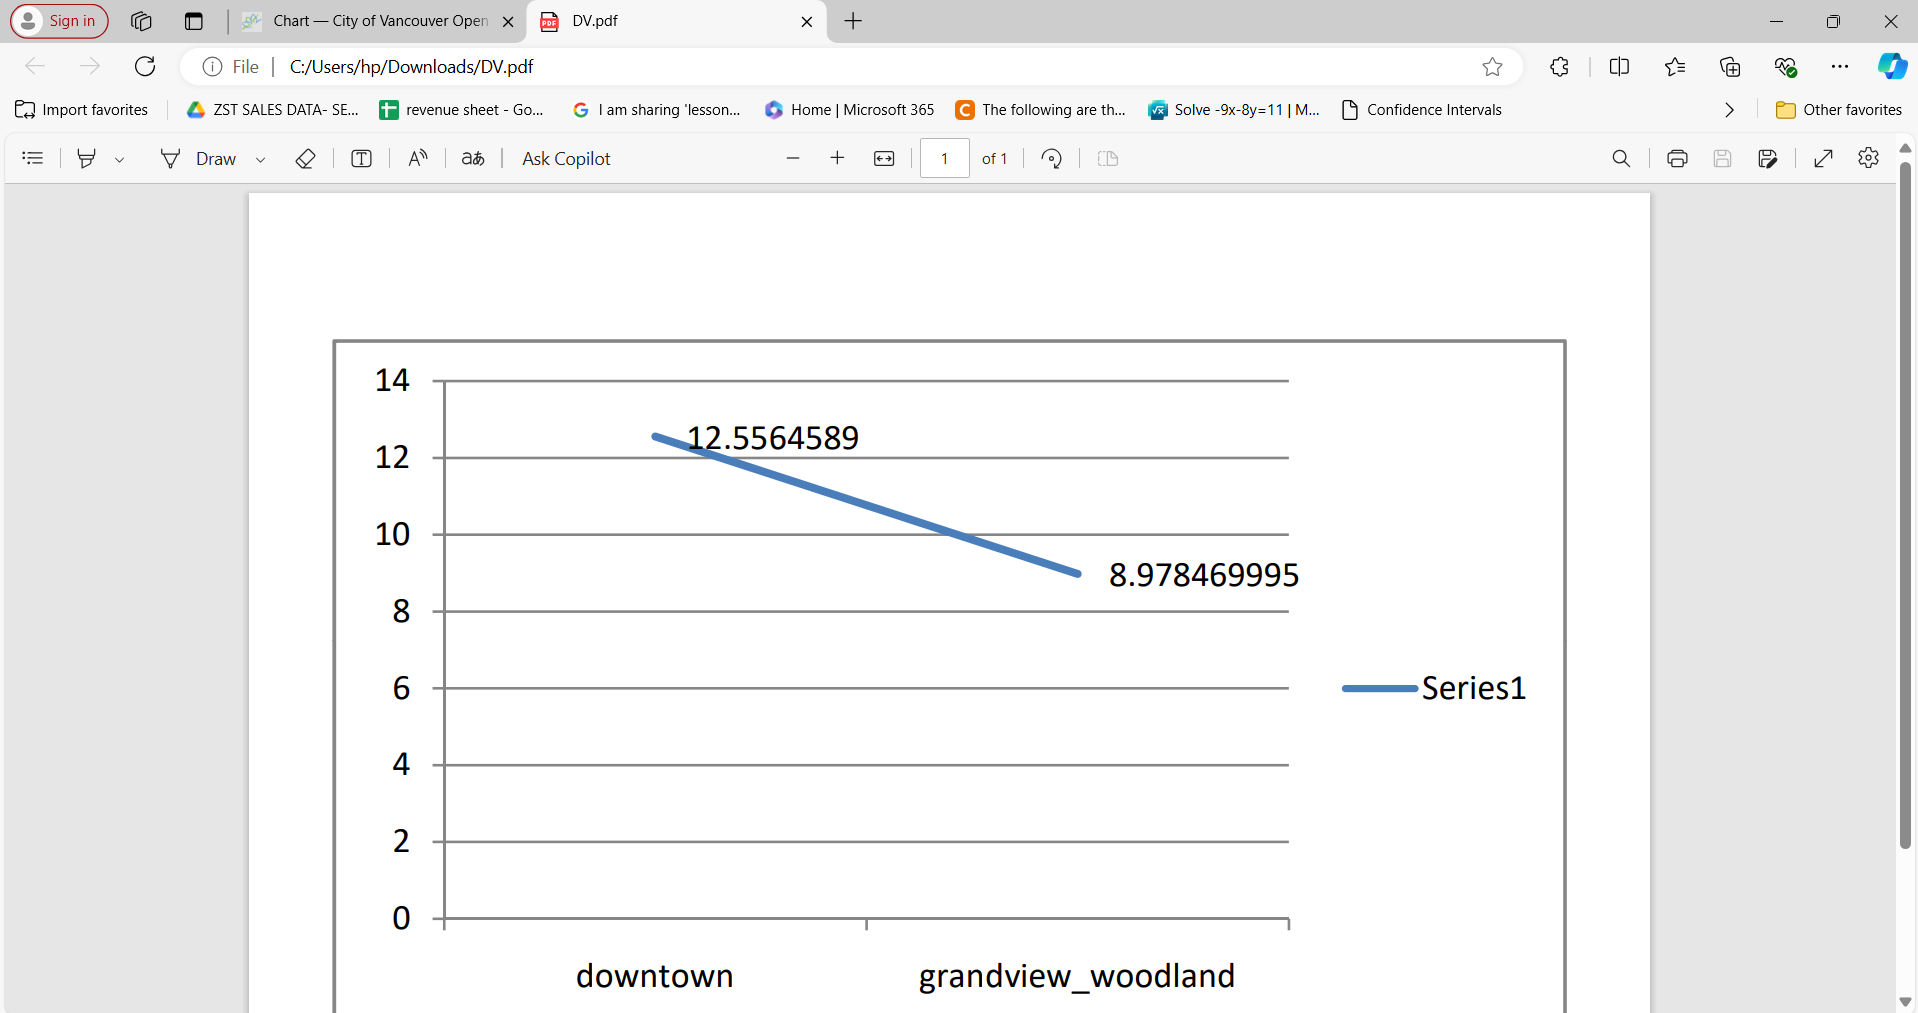 Sign in
Chart — City of Vancouver Open
DV.pdf
File
C:/Users/hp/Downloads/DV.pdf
Import favorites
ZST SALES DATA- SE...
revenue sheet - Go...
I am sharing 'lesson...
Home | Microsoft 365
The following are th...
Solve -9x-8y=11 | M...
Confidence Intervals
Other favorites
Draw
aあ
Ask Copilot
1
of 1
14
12.5564589
12
10
8.978469995
8
6
Series1
4
2
0
downtown
grandview_woodland